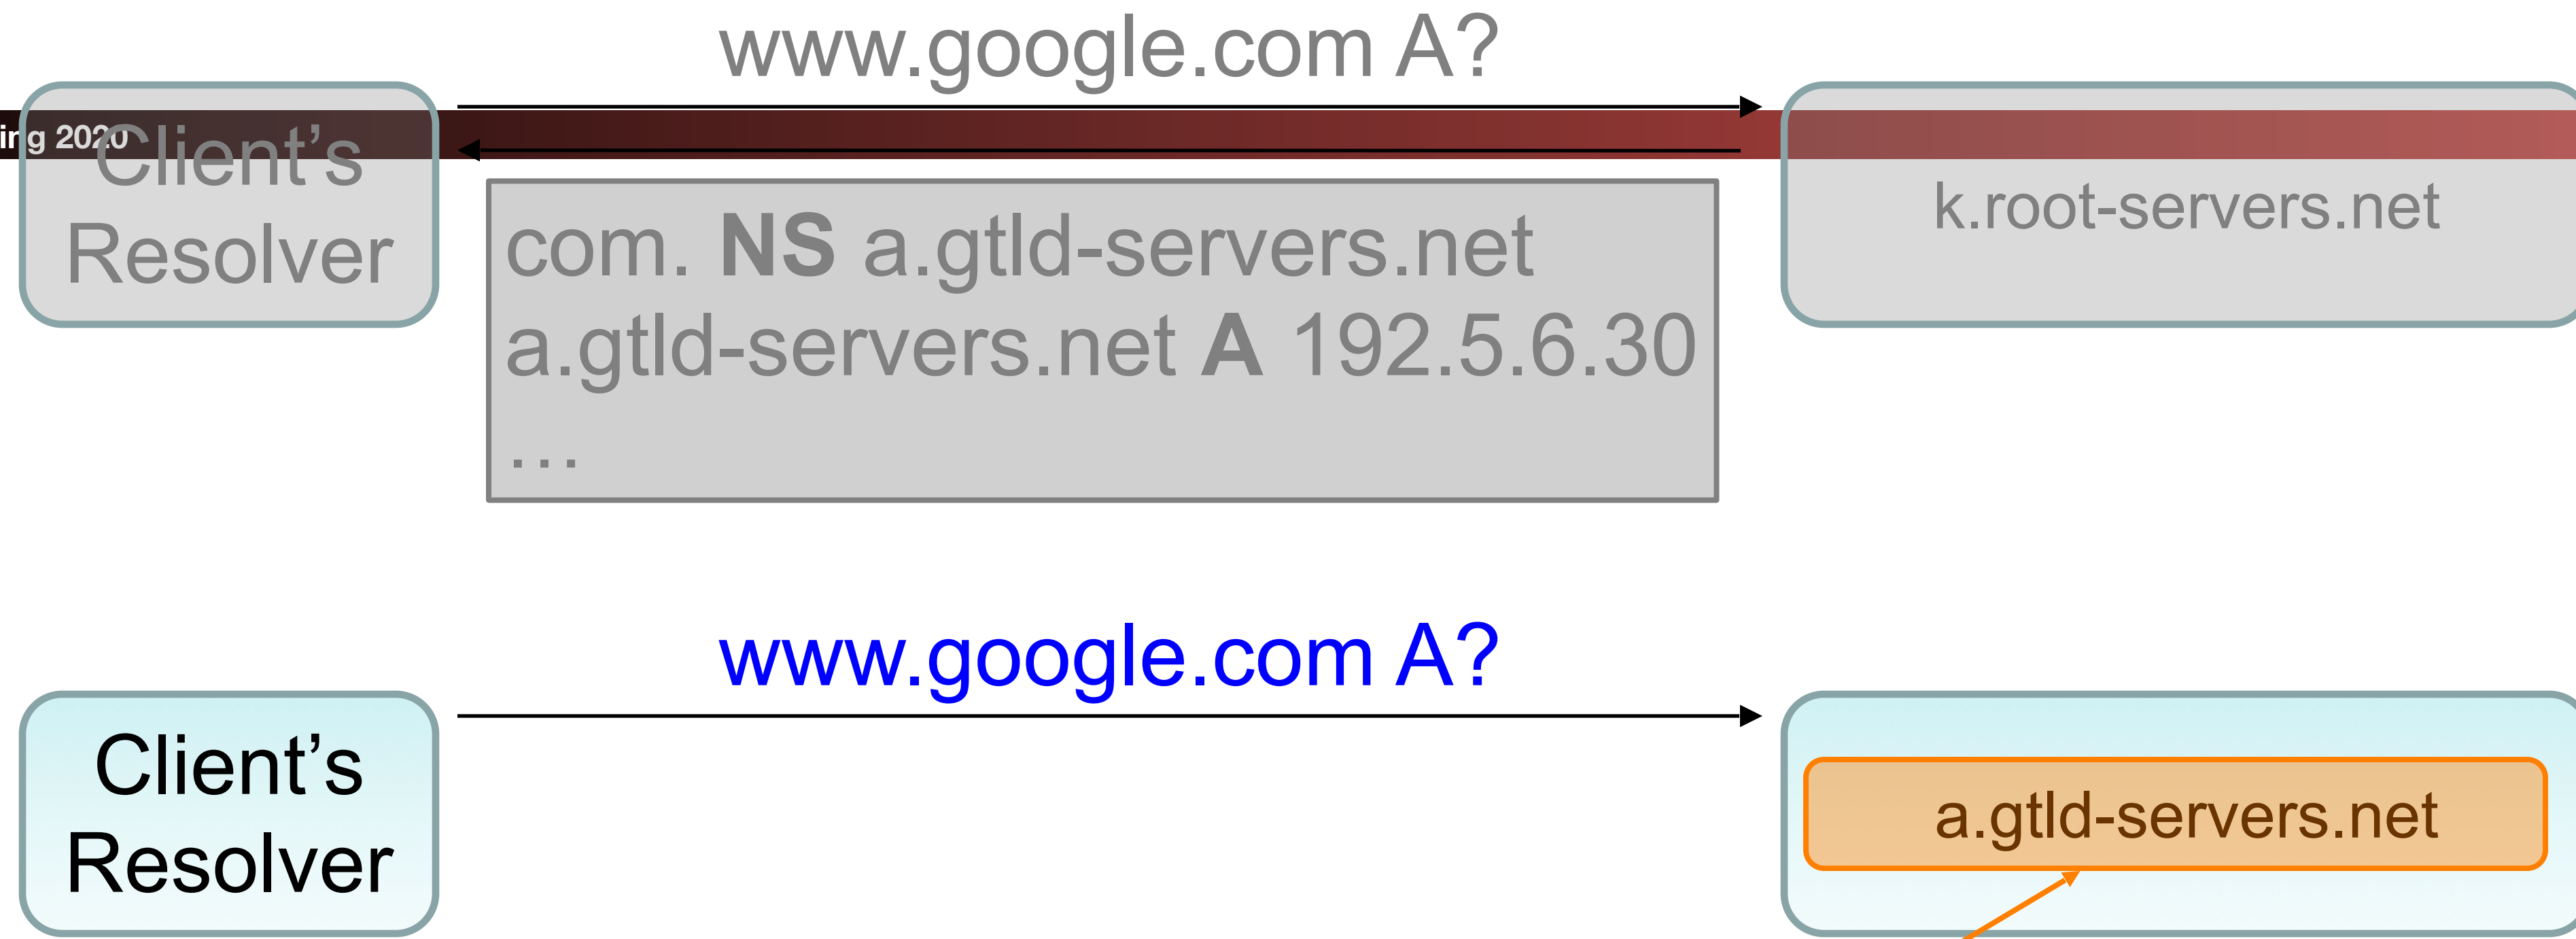 www.google.com A?
ing 2020
Client’s
Resolver
k.root-servers.net
com. NS a.gtld-servers.net
a.gtld-servers.net A 192.5.6.30
…
www.google.com A?
Client’s
Resolver
a.gtld-servers.net